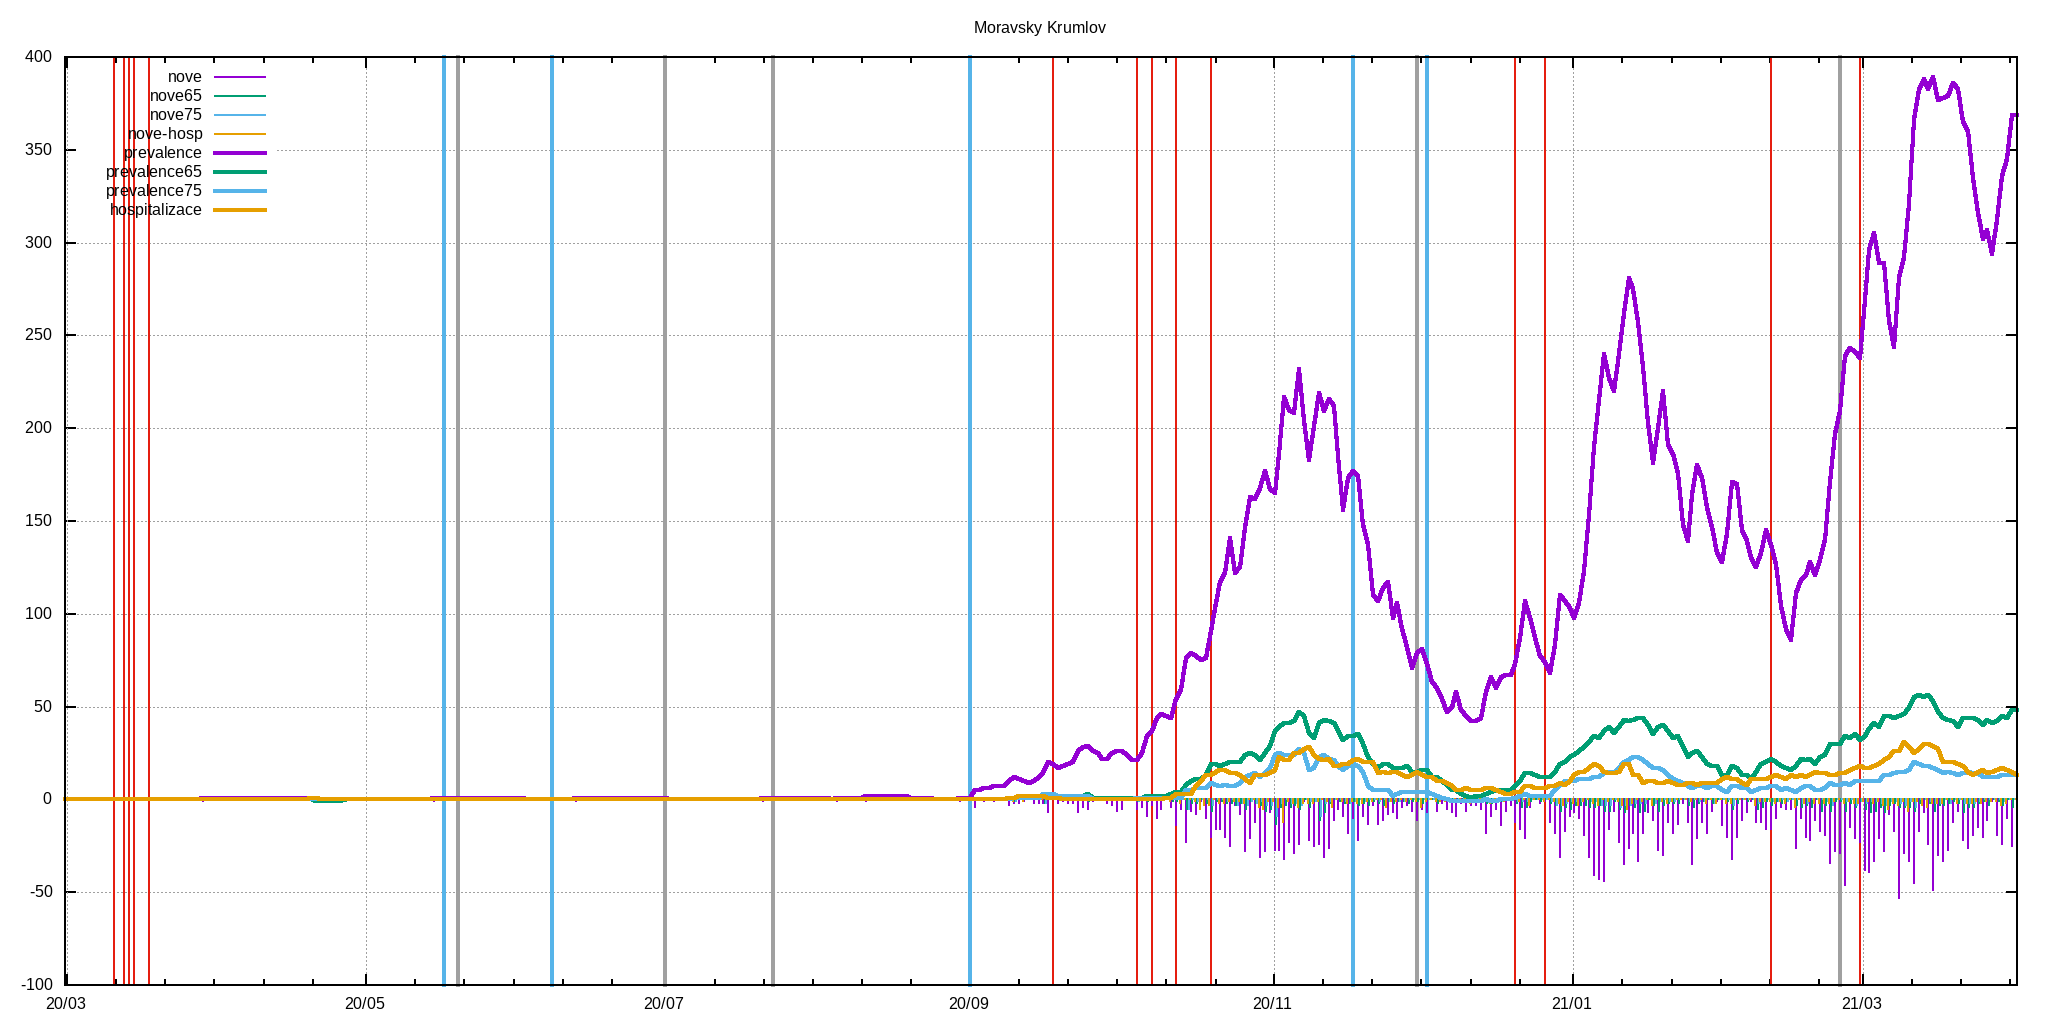 Moravsky Krumlov
400
350
300
250
200
150
100
50
0
-50
-100
nove
nove65
nove75
nove-hosp
prevalence
prevalence65
prevalence75
hospitalizace
20/03 20/05 20/07 20/09 20/11 21/01 21/03